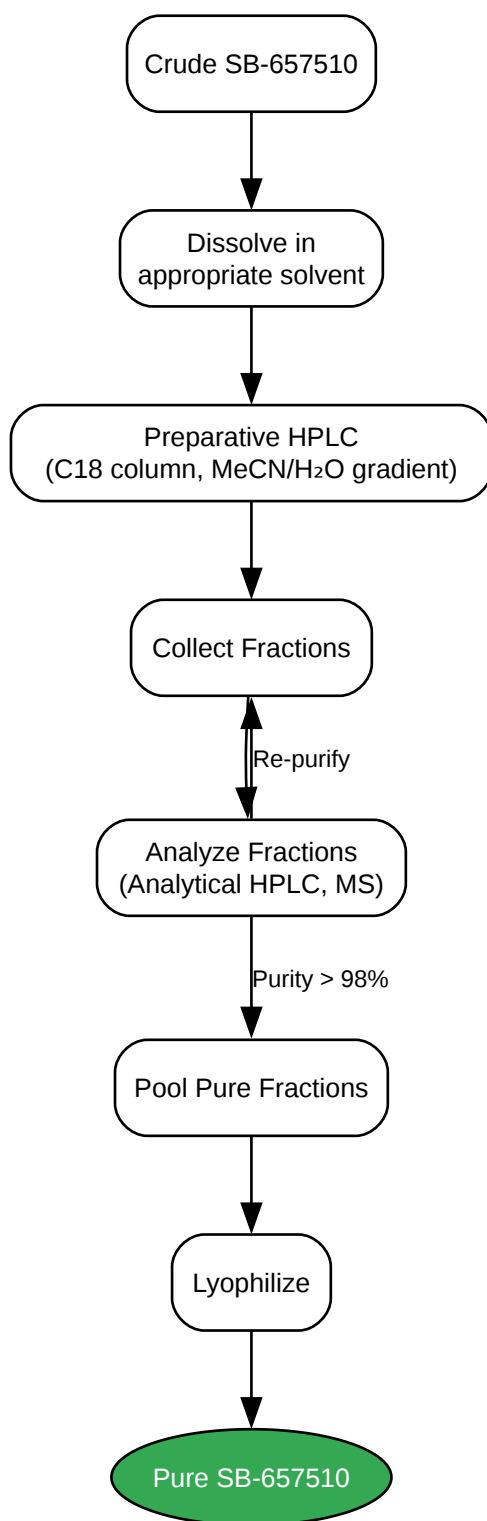 Crude SB-657510
Dissolve in
appropriate solvent
Preparative HPLC
(C18 column, MeCN/H₂O gradient)
Collect Fractions
Re-purify
Analyze Fractions
(Analytical HPLC, MS)
Purity > 98%
Pool Pure Fractions
Lyophilize
Pure SB-657510